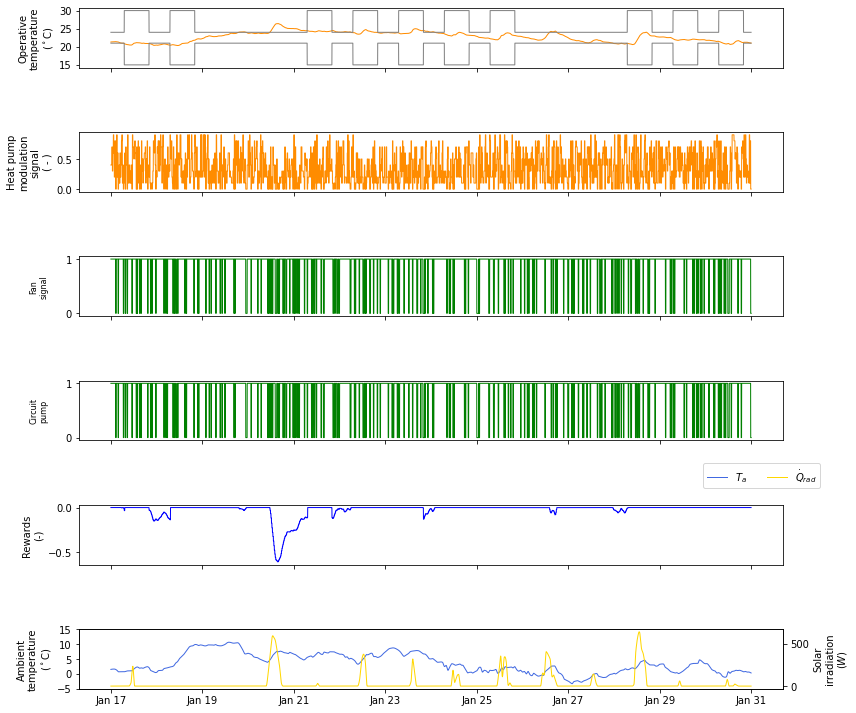 Operative
temperature
(°C)
30
25
20
15
Heat pump
modulation
signal
( - )
0.5
0.0
Fan
signal
1
0
Circuit
pump
1
0
T_a
Q̇_rad
Rewards
(-)
0.0
−0.5
Ambient
temperature
(°C)
15
10
5
0
−5
500
0
Solar
irradiation
(W)
Jan 17
Jan 19
Jan 21
Jan 23
Jan 25
Jan 27
Jan 29
Jan 31